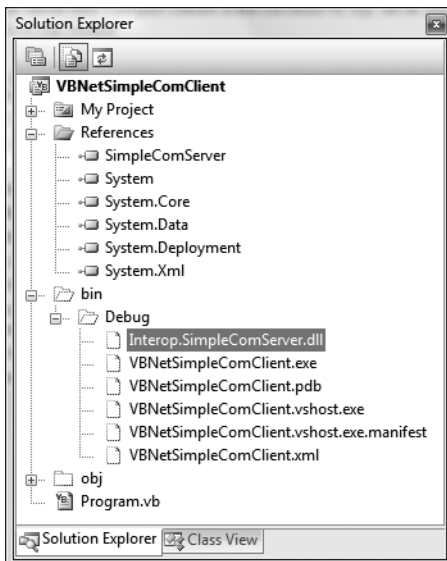 Solution Explorer
VBNetSimpleComClient
My Project
References
SimpleComServer
System
System.Core
System.Data
System.Deployment
System.Xml
bin
Debug
Interop.SimpleComServer.dll
VBNetSimpleComClient.exe
VBNetSimpleComClient.pdb
VBNetSimpleComClient.vshost.exe
VBNetSimpleComClient.vshost.exe.manifest
VBNetSimpleComClient.xml
obj
Program.vb
Solution Explorer Class View